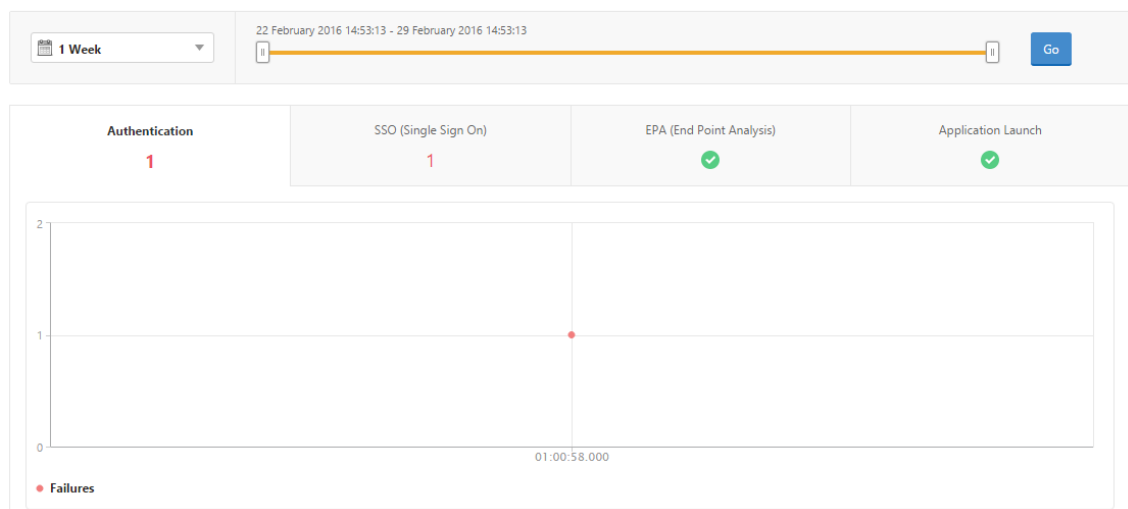 22 February 2016 14:53:13 - 29 February 2016 14:53:13
1 Week
Go
Authentication
1
SSO (Single Sign On)
1
EPA (End Point Analysis)
Application Launch
2
1
0
01:00:58.000
Failures